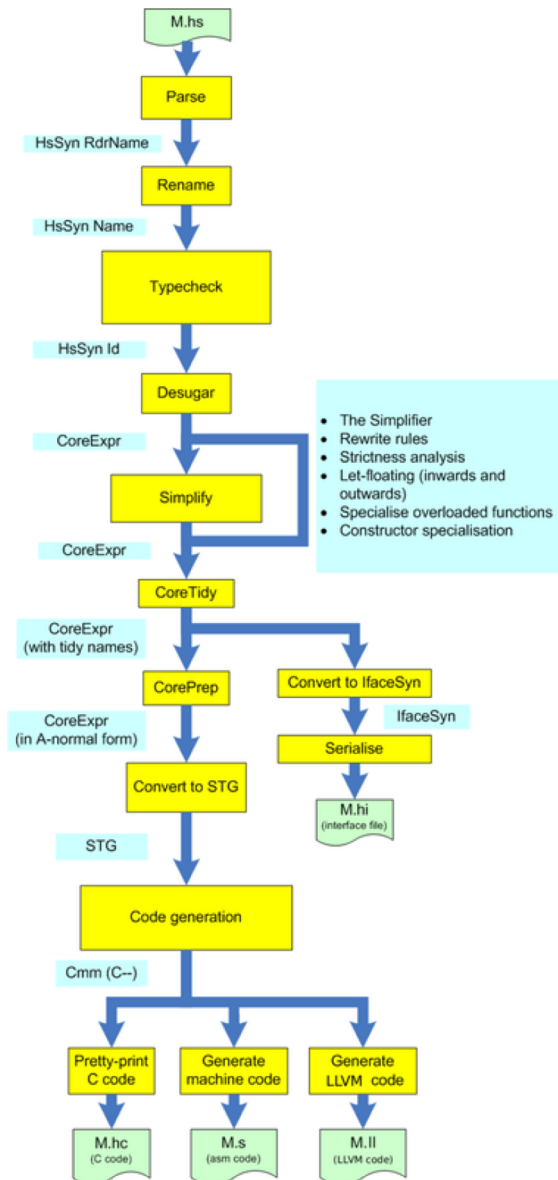 M.hs
Parse
HsSyn RdrName
Rename
HsSyn Name
Typecheck
HsSyn Id
Desugar
CoreExpr
Simplify
• The Simplifier
• Rewrite rules
• Strictness analysis
• Let-floating (inwards and
outwards)
• Specialise overloaded functions
• Constructor specialisation
CoreExpr
CoreTidy
CoreExpr
(with tidy names)
CorePrep
Convert to IfaceSyn
CoreExpr
(in A-normal form)
IfaceSyn
Serialise
Convert to STG
M.hi
(interface file)
STG
Code generation
Cmm (C--)
Pretty-print
C code
Generate
machine code
Generate
LLVM code
M.hc
(C code)
M.s
(asm code)
M.ll
(LLVM code)